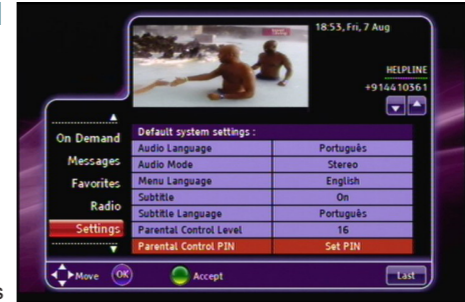 18:53, Fri, 7 Aug
HELPLINE
+914410361
On Demand
Messages
Favorites
Radio
Settings
Default system settings :
Audio Language Português
Audio Mode Stereo
Menu Language English
Subtitle On
Subtitle Language Português
Parental Control Level 16
Parental Control PIN Set PIN
Move OK Accept Last
s